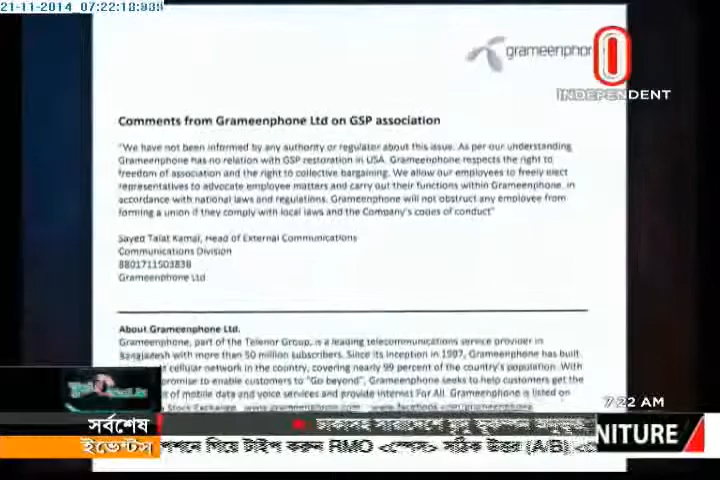 21-11-2014 07:22:18
grameenphon
INDEPENDENT
Comments from Grameenphone Ltd on GSP association
"We have not been informed by any authority or regulator about this issue. As per our understanding
Grameenphone has no relation with GSP restoration in USA. Grameenphone respects the right to
freedom of association and the right to collective bargaining. We allow our employees to freely elect
representatives to advocate employee matters and carry out their functions within Grameenphone, in
accordance with national laws and regulations. Grameenphone will not obstruct any employee from
forming a union if they comply with local laws and the Company's codes of conduct"
Sayed Talat Kamal, Head of External Communications
Communications Division
8801711503838
Grameenphone Ltd
About Grameenphone Ltd.
Grameenphone, part of the Telenor Group, is a leading telecommunications service provider in
Bangladesh with more than 50 million subscribers. Since its inception in 1997, Grameenphone has built
cellular network in the country, covering nearly 99 percent of the country's population. With
promise to enable customers to "Go beyond", Grameenphone seeks to help customers get the
of mobile data and voice services and provide Internet For All. Grameenphone is listed on
Stock Exchange. www.grameenphone.com
7:22 AM
সর্বশেষ
NITURE
ইভেন্টস
গিয়ে টাইপ করুন RMO সঠিক উত্তর (A/B)